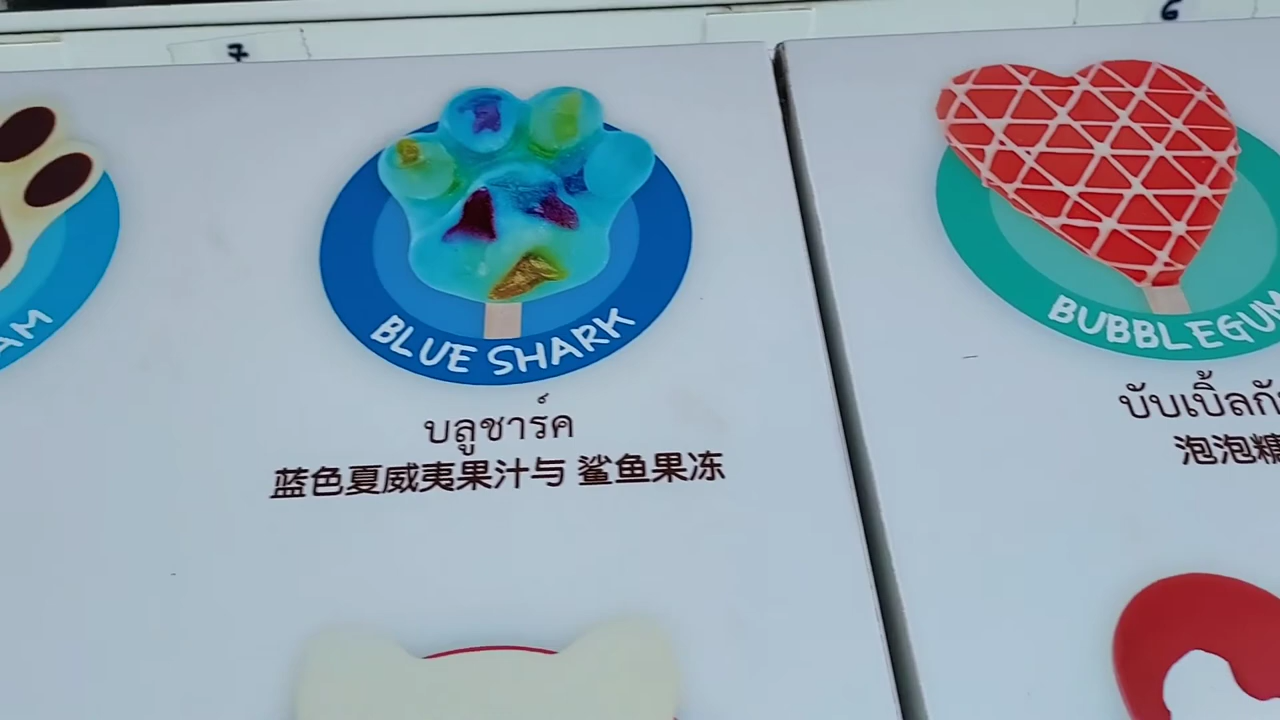 7
6
AM
BLUE SHARK
บลูชาร์ค
蓝色夏威夷果汁与 鲨鱼果冻
BUBBLEGUM
บับเบิ้ลกั
泡泡糖